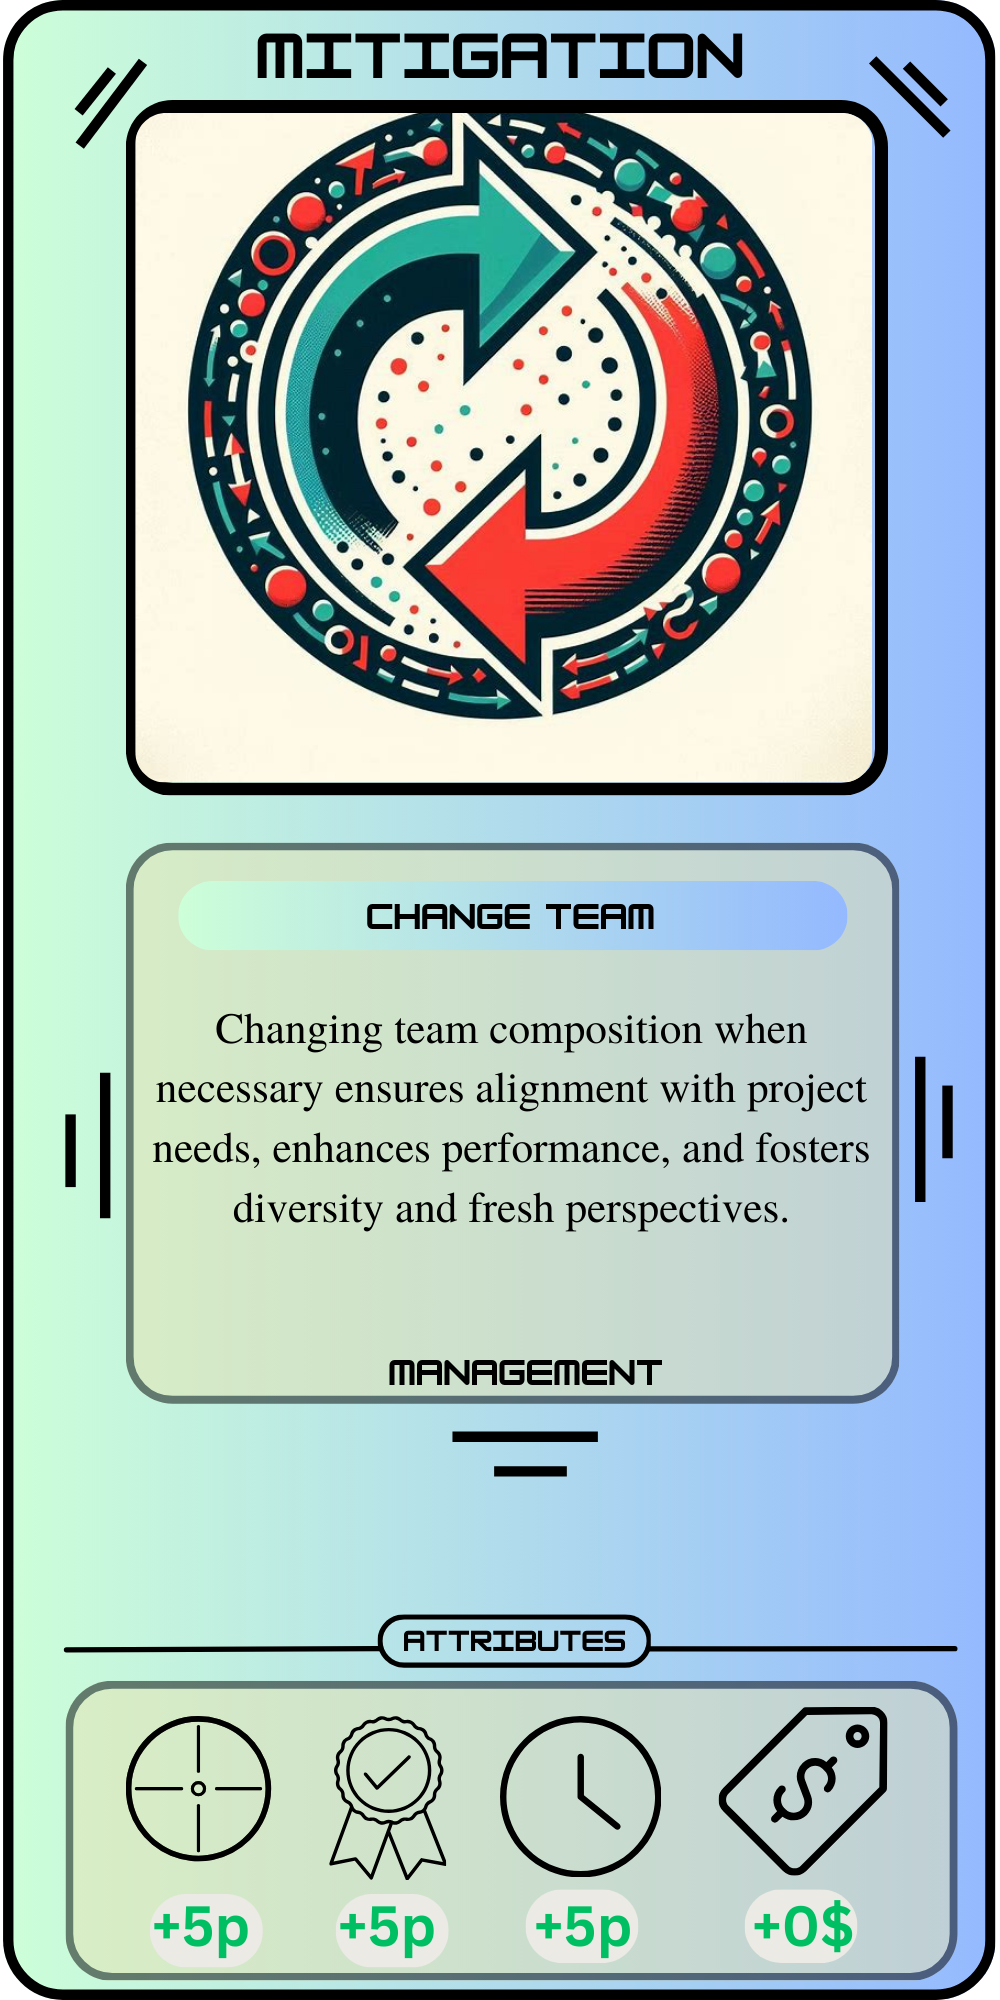 MITIGATION
CHANGE TEAM
Changing team composition when
necessary ensures alignment with project
needs, enhances performance, and fosters
diversity and fresh perspectives.
MANAGEMENT
ATTRIBUTES
+5p +5p +5p +0$